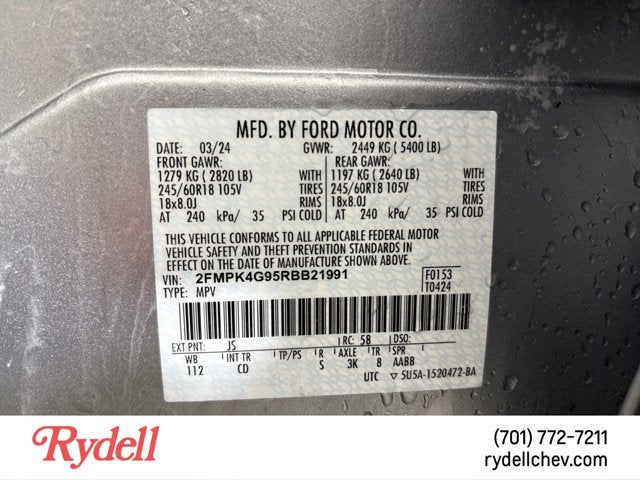 MFD. BY FORD MOTOR CO.
DATE: 03/24 GVWR: 2449 KG ( 5400 LB)
FRONT GAWR: REAR GAWR:
1279 KG ( 2820 LB) WITH 1197 KG ( 2640 LB) WITH
245/60R18 105V TIRES 245/60R18 105V TIRES
18x8.0J RIMS 18x8.0J RIMS
AT 240 kPa/ 35 PSI COLD AT 240 kPa/ 35 PSI COLD
THIS VEHICLE CONFORMS TO ALL APPLICABLE FEDERAL MOTOR
VEHICLE SAFETY AND THEFT PREVENTION STANDARDS IN
EFFECT ON THE DATE OF MANUFACTURE SHOWN ABOVE.
VIN: 2FMPK4G95RBB21991 F0153
TYPE: MPV T0424
EXT PNT: JS RC: 58 DSO:
WB INT TR TP/PS R AXLE TR SPR
112 CD S 3K 8 AABB
UTC ▽ 5U5A-1520472-BA
Rydell
(701) 772-7211
rydellchev.com